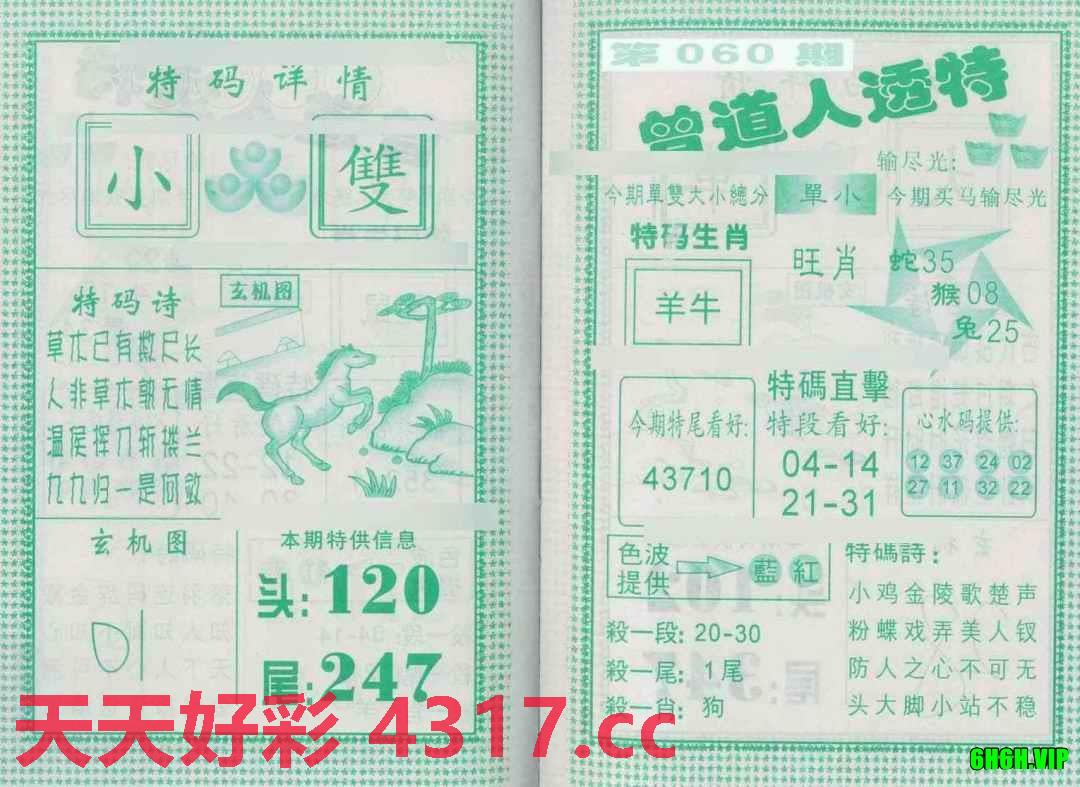 特码详情
小 雙
特码诗
草木已有数尺长
人非草木孰无情
温侯挥刀斩楼兰
九九归一是何敌
玄机图
玄机图
本期特供信息
头:120
尾:247
第060期
曾道人透特
输尽光:
今期單雙大小總分 單小 今期买马输尽光
特码生肖
羊牛
旺肖
蛇35
猴08
兔25
今期特尾看好:
43710
特碼直擊
特段看好:
04-14
21-31
心水码提供:
12 37 24 02
27 11 32 22
色波
提供
藍 紅
殺一段: 20-30
殺一尾: 1尾
殺一肖: 狗
特碼詩:
小鸡金陵歌楚声
粉蝶戏弄美人钗
防人之心不可无
头大脚小站不稳
天天好彩 4317.cc
6HGH.VIP